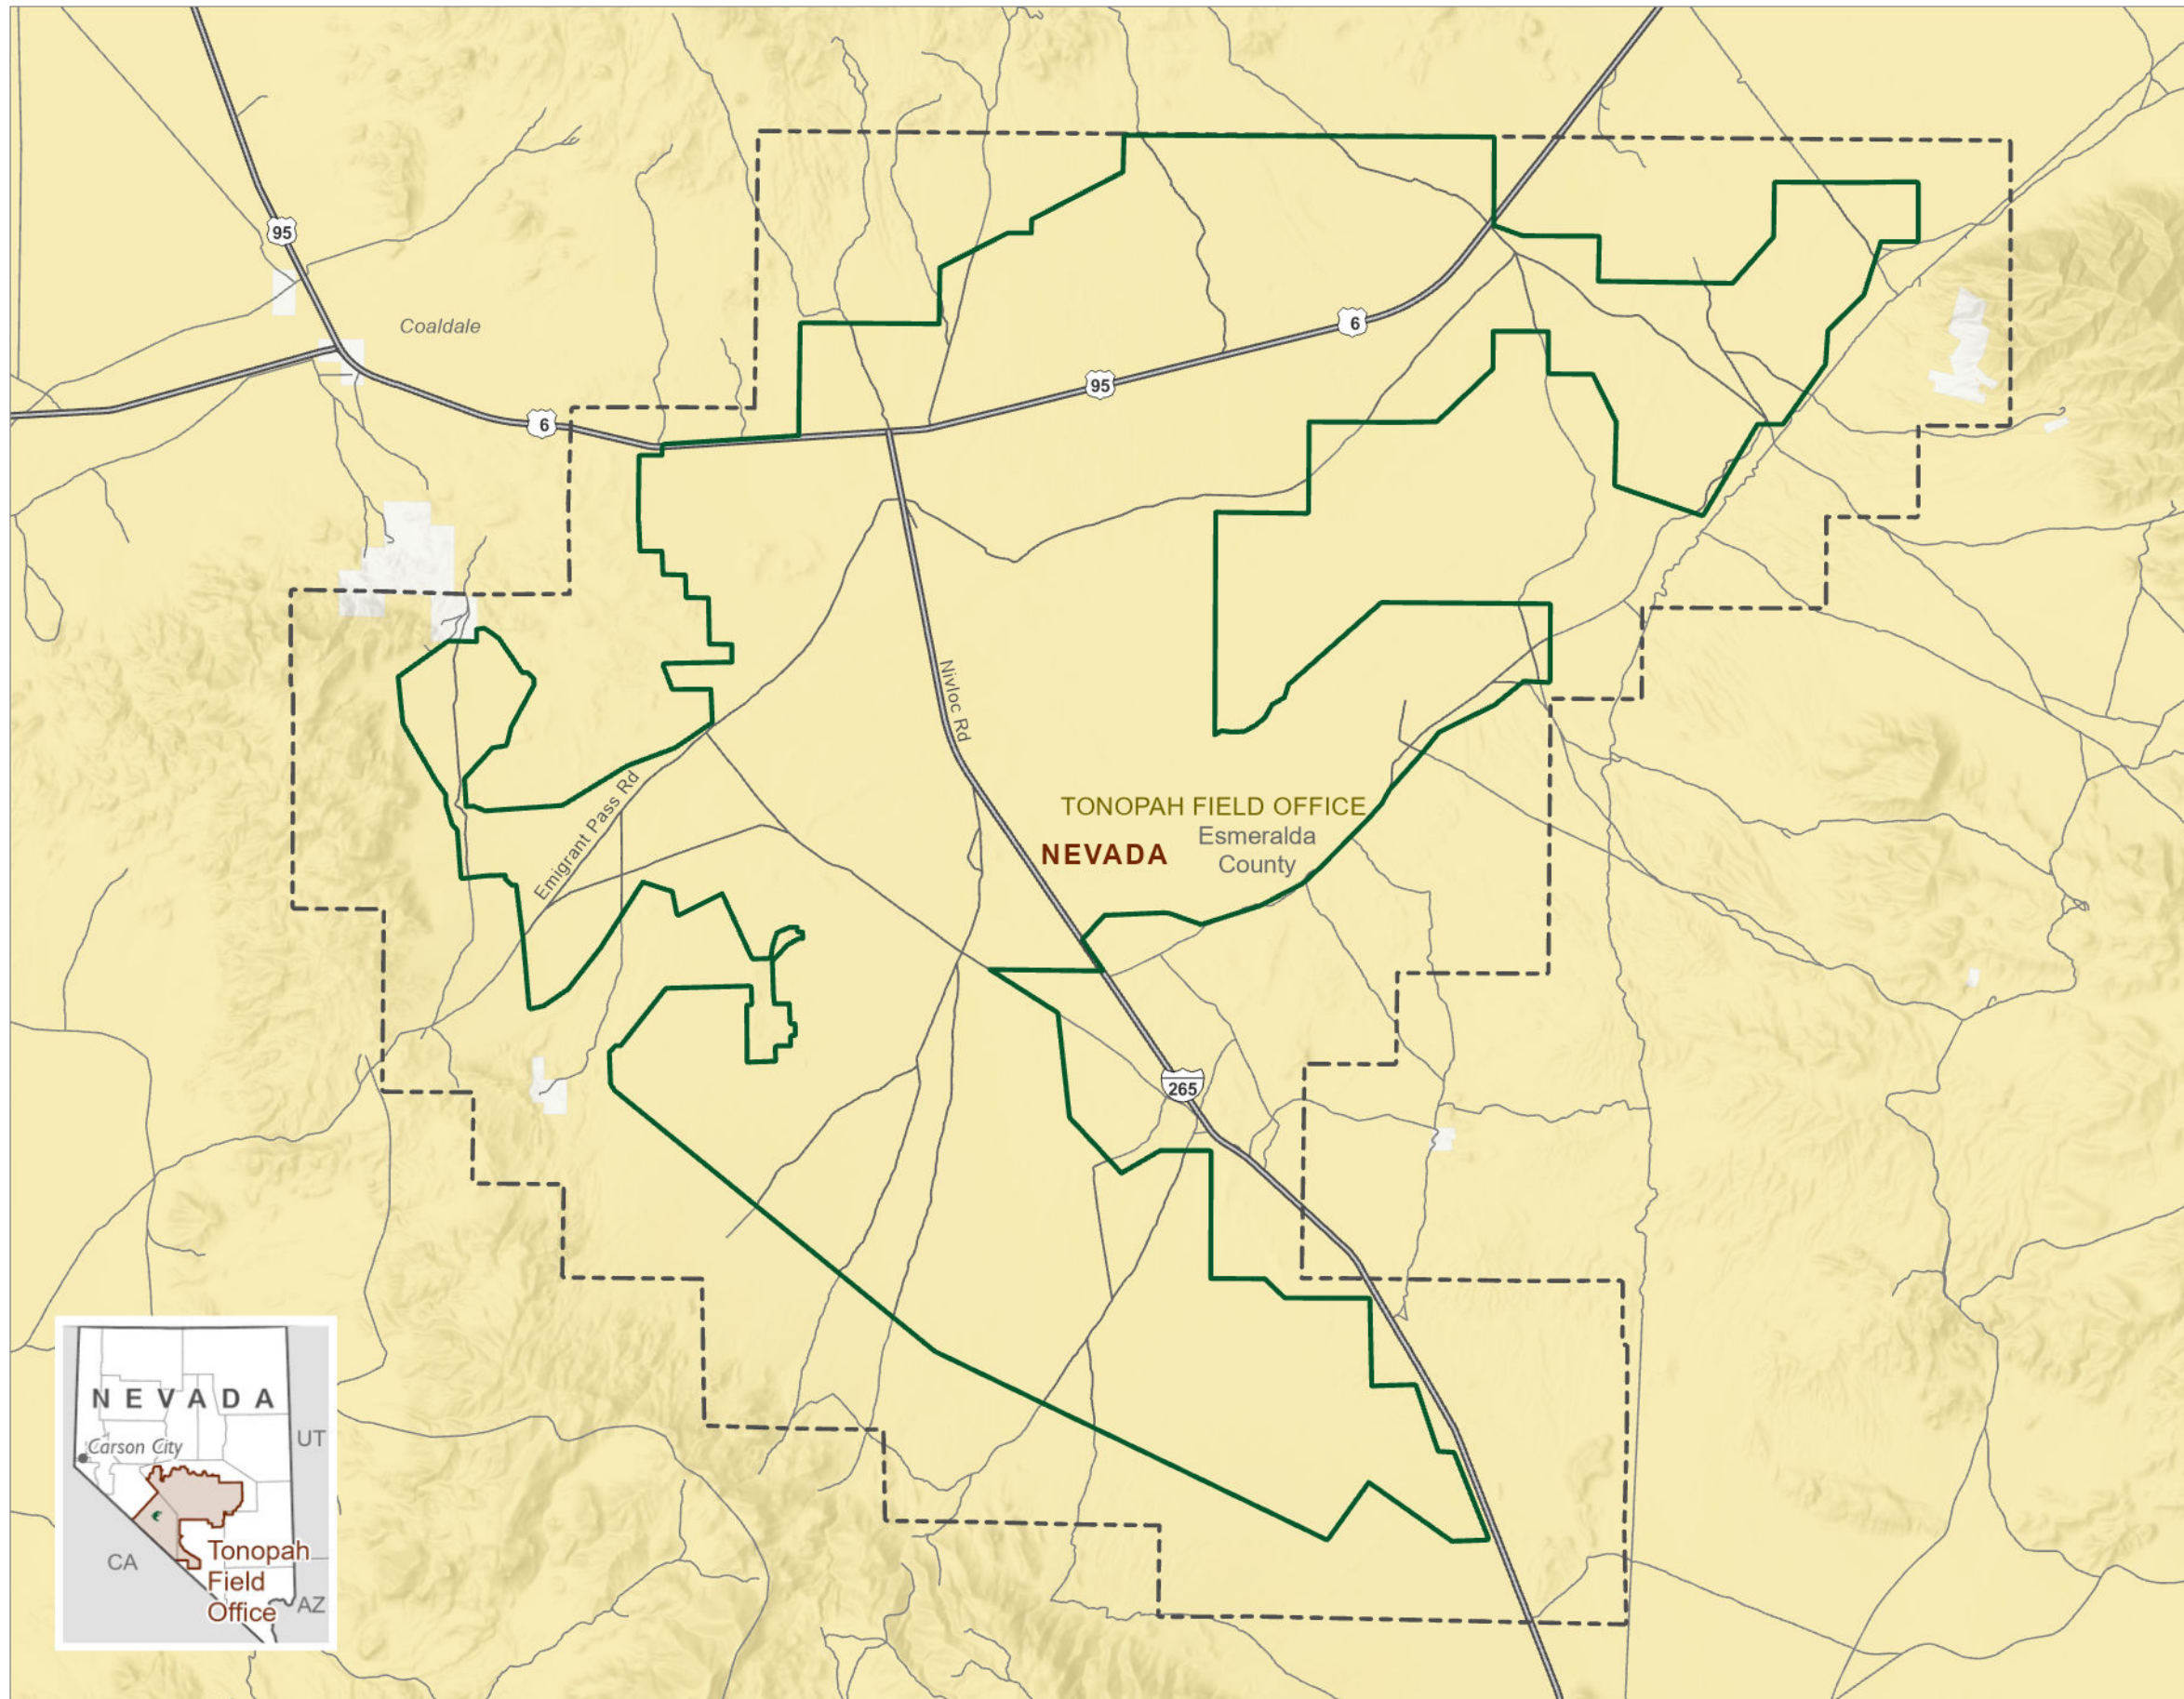 95
Coaldale
6
95
6
Nivloc Rd
Emigrant Pass Rd
TONOPAH FIELD OFFICE
Esmeralda
NEVADA
County
265
NEVADA
UT
Carson City
CA
Tonopah
Field
Office
AZ